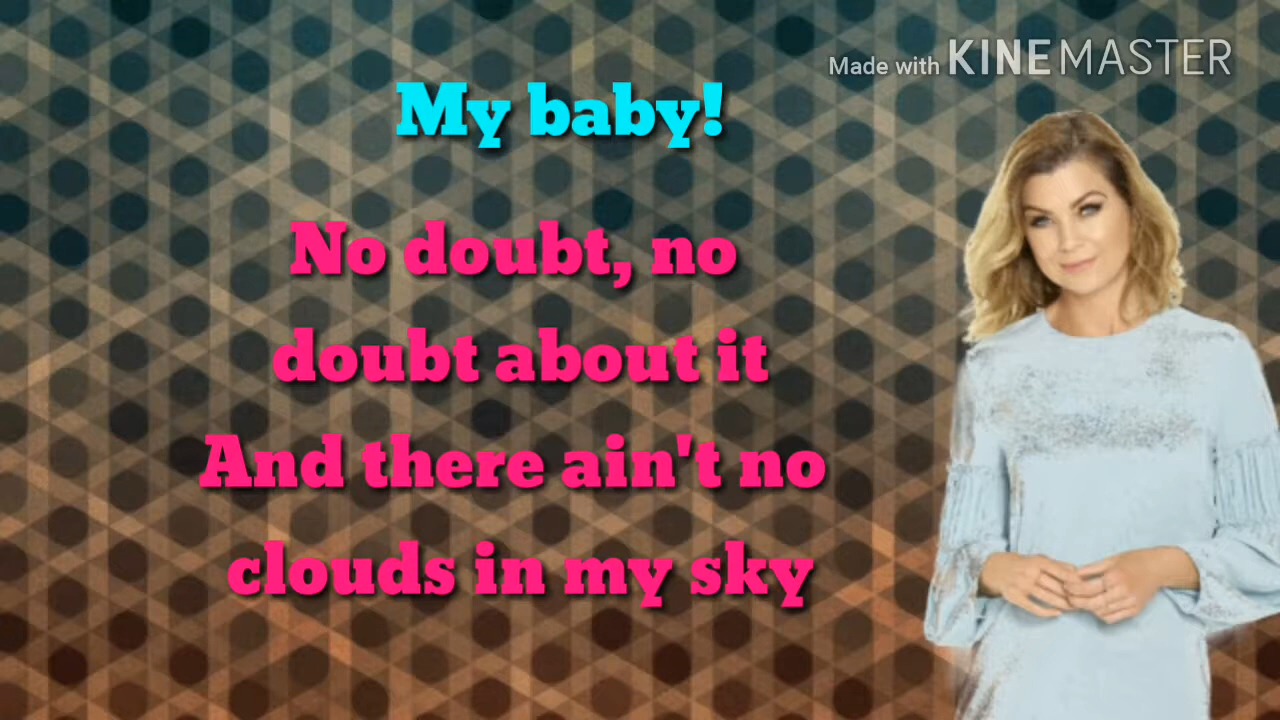 Made with KINEMASTER
My baby!
No doubt, no
doubt about it
And there ain't no
clouds in my sky